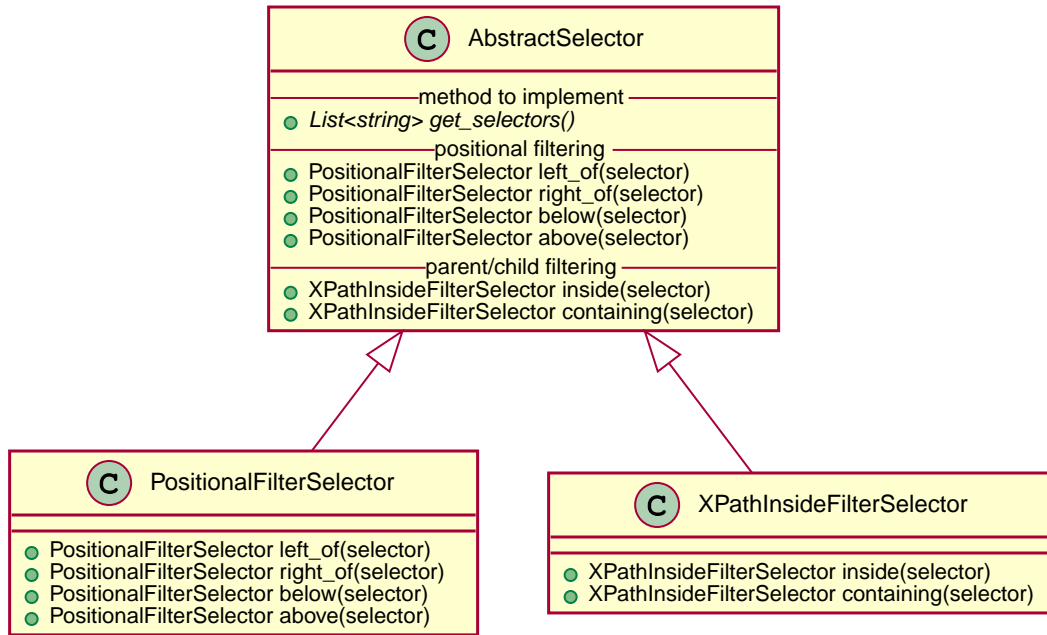 C AbstractSelector
method to implement
List<string> get_selectors()
positional filtering
PositionalFilterSelector left_of(selector)
PositionalFilterSelector right_of(selector)
PositionalFilterSelector below(selector)
PositionalFilterSelector above(selector)
parent/child filtering
XPathInsideFilterSelector inside(selector)
XPathInsideFilterSelector containing(selector)
C PositionalFilterSelector
PositionalFilterSelector left_of(selector)
PositionalFilterSelector right_of(selector)
PositionalFilterSelector below(selector)
PositionalFilterSelector above(selector)
C XPathInsideFilterSelector
XPathInsideFilterSelector inside(selector)
XPathInsideFilterSelector containing(selector)